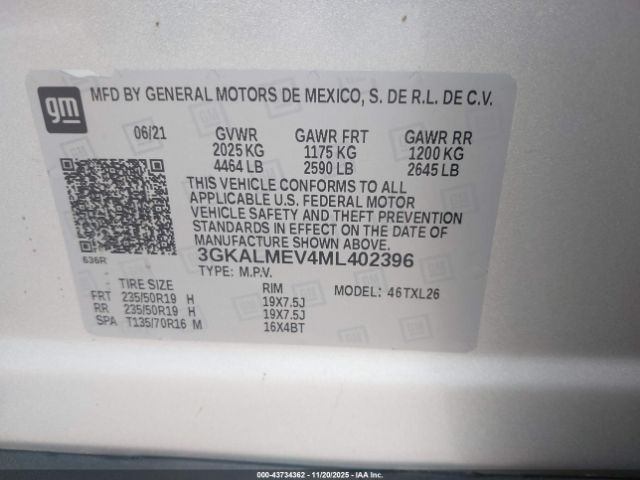 gm
MFD BY GENERAL MOTORS DE MEXICO, S. DE R.L. DE C.V.
06/21 GVWR GAWR FRT GAWR RR
2025 KG 1175 KG 1200 KG
4464 LB 2590 LB 2645 LB
THIS VEHICLE CONFORMS TO ALL
APPLICABLE U.S. FEDERAL MOTOR
VEHICLE SAFETY AND THEFT PREVENTION
STANDARDS IN EFFECT ON THE DATE OF
MANUFACTURE SHOWN ABOVE.
636R 3GKALMEV4ML402396
TYPE: M.P.V.
TIRE SIZE RIM MODEL: 46TXL26
FRT 235/50R19 H 19X7.5J
RR 235/50R19 H 19X7.5J
SPA T135/70R16 M 16X4BT
000-43734362 - 11/20/2025 - IAA Inc.